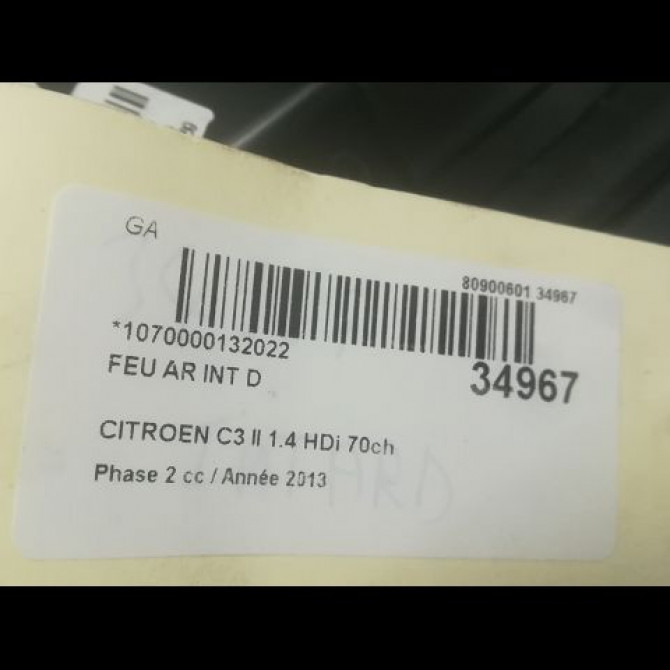 GA
80900601 34967
*1070000132022
34967
FEU AR INT D
CITROEN C3 II 1.4 HDi 70ch
Phase 2 cc / Année 2013